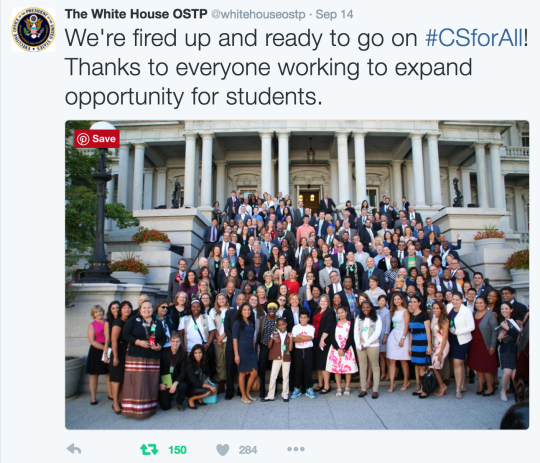 The White House OSTP @whitehouseostp · Sep 14
We're fired up and ready to go on #CSforAll!
Thanks to everyone working to expand
opportunity for students.
Save
150 284